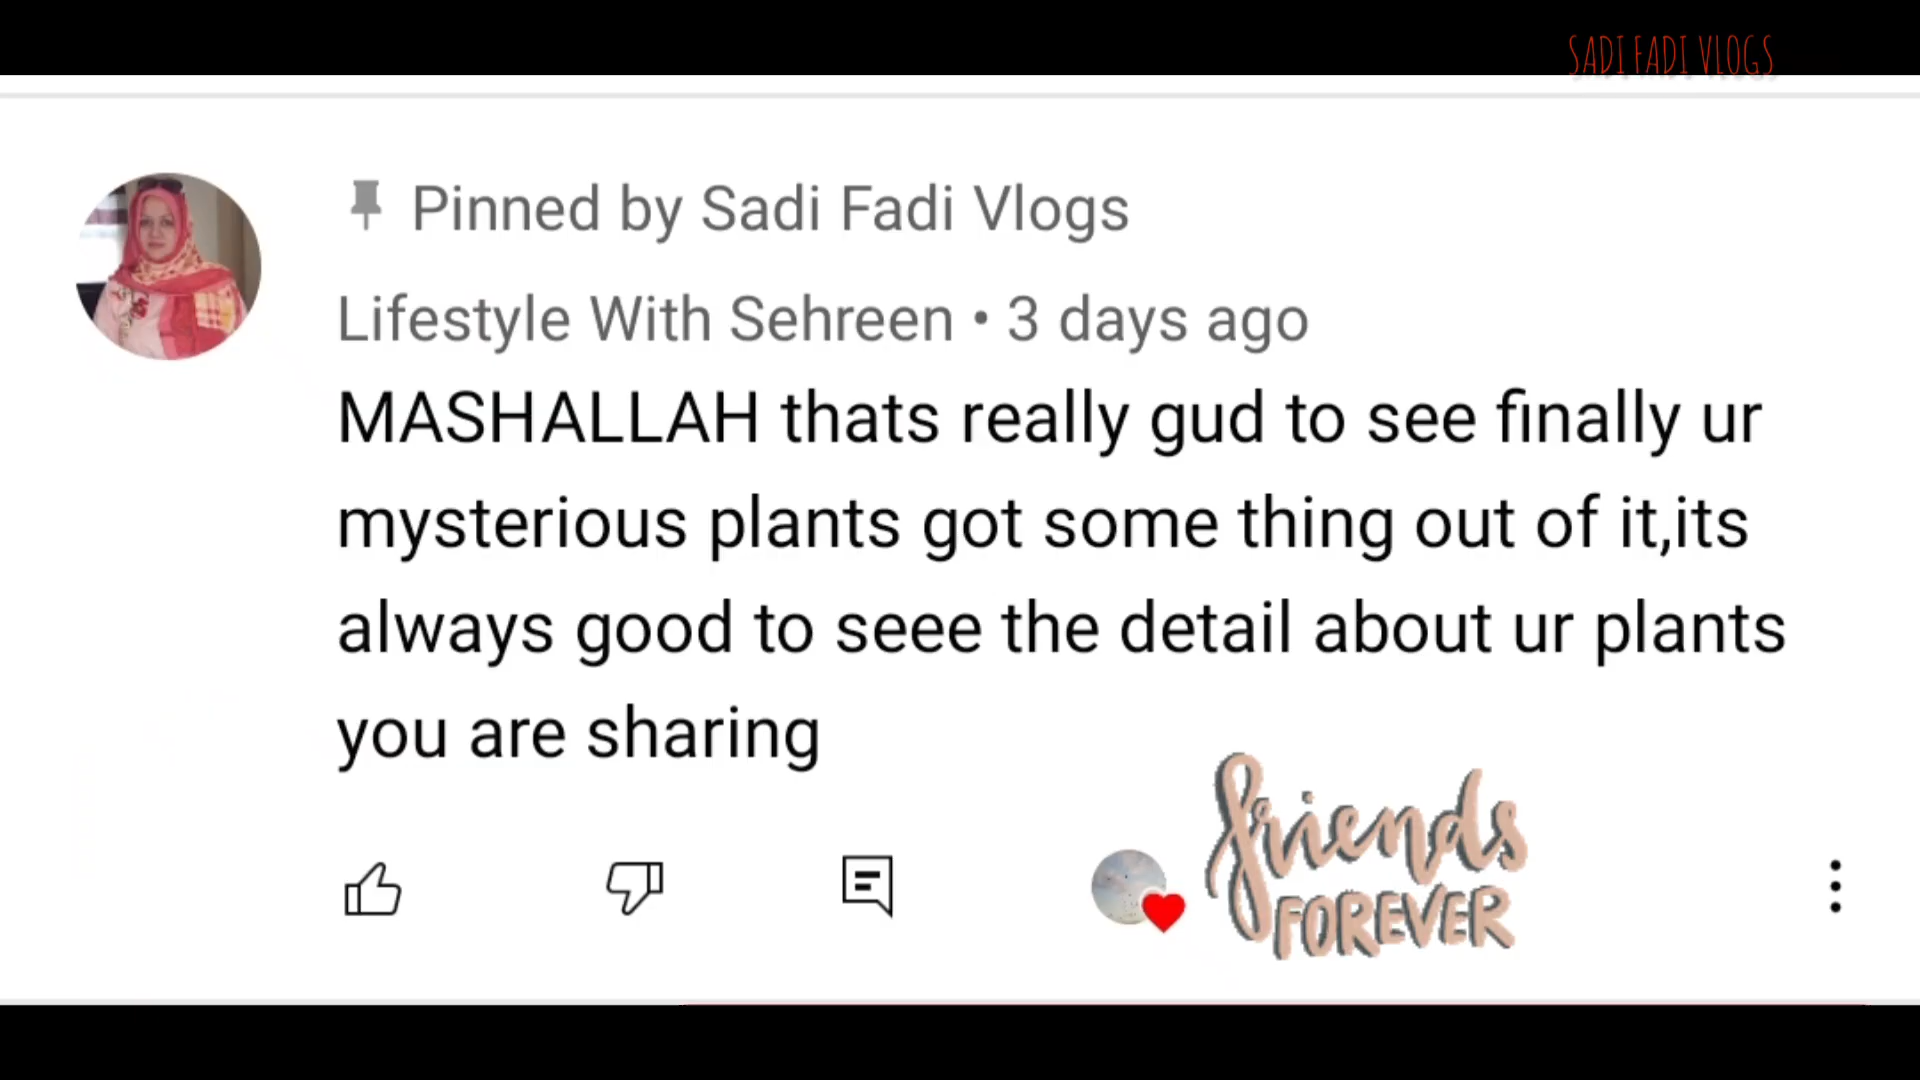 SADI FADI VLOGS
Pinned by Sadi Fadi Vlogs
Lifestyle With Sehreen • 3 days ago
MASHALLAH thats really gud to see finally ur
mysterious plants got some thing out of it,its
always good to seee the detail about ur plants
you are sharing
friends
FOREVER